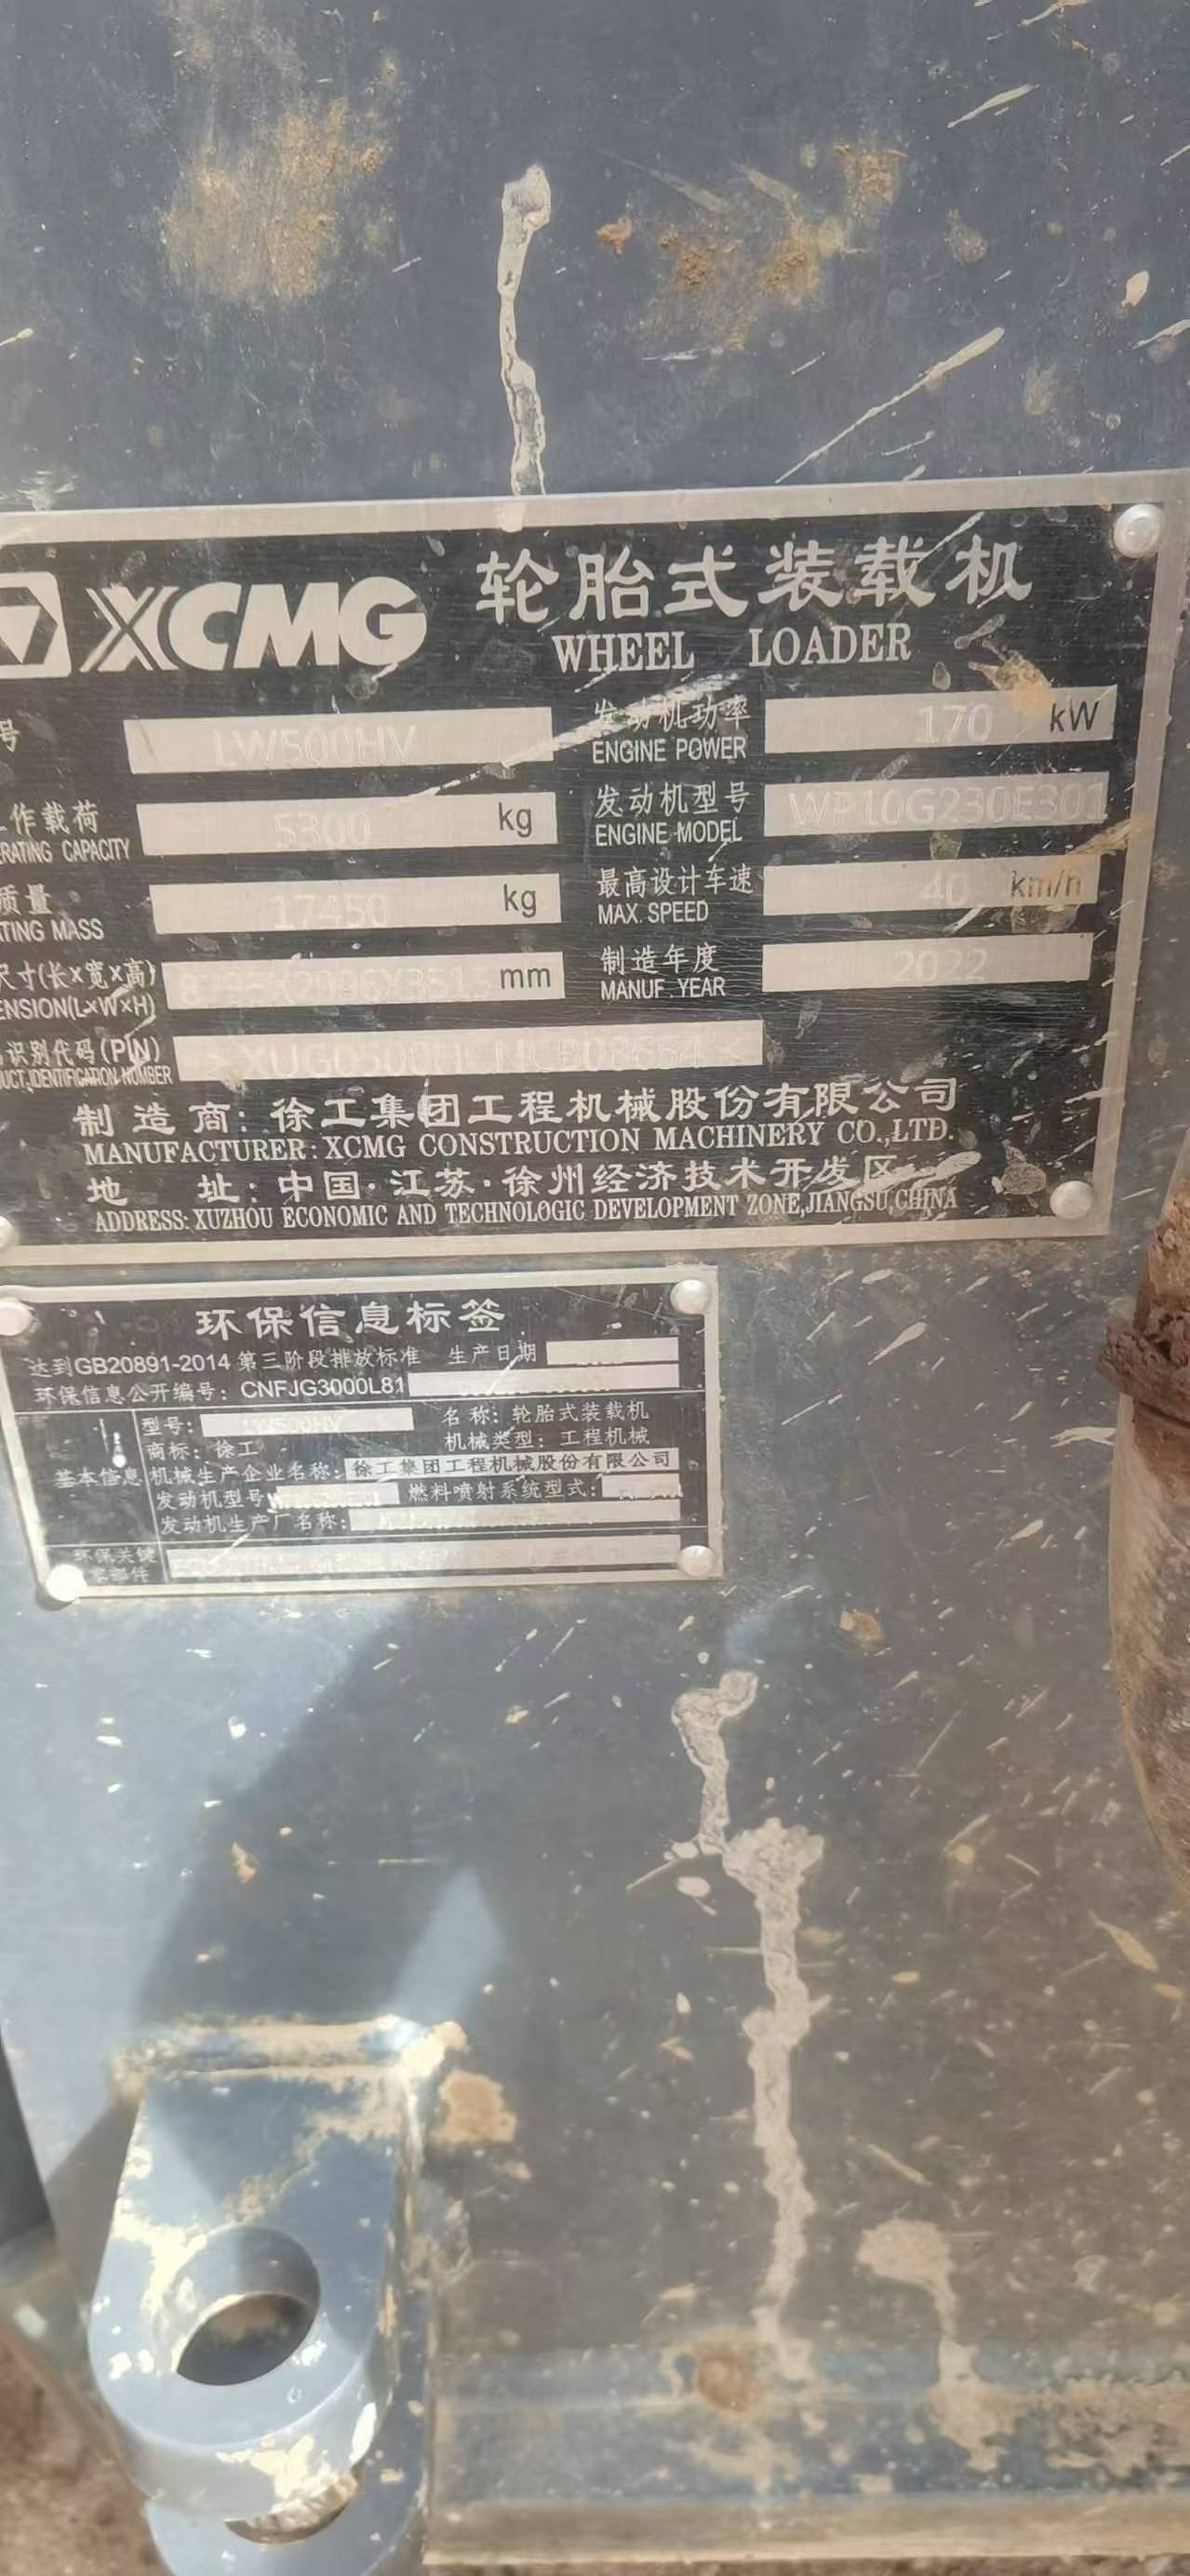 XCMG 轮胎式装载机
WHEEL LOADER
号 LW500HV 发动机功率 170 kW
ENGINE POWER
作载荷 5300 kg 发动机型号 WP10G230E301
RATING CAPACITY ENGINE MODEL
质量 17450 kg 最高设计车速 40 km/h
TING MASS MAX. SPEED
尺寸(长×宽×高) mm 制造年度 2022
ENSION(L×W×H) MANUF. YEAR
识别代码(PIN)
UCT IDENTIFICATION NUMBER
制造商: 徐工集团工程机械股份有限公司
MANUFACTURER: XCMG CONSTRUCTION MACHINERY CO.,LTD.
地 址: 中国·江苏·徐州经济技术开发区
ADDRESS: XUZHOU ECONOMIC AND TECHNOLOGIC DEVELOPMENT ZONE,JIANGSU,CHINA
环保信息标签
达到GB20891-2014 第三阶段排放标准 生产日期
环保信息公开编号: CNFJG3000L81
型号: LW500HV 名称: 轮胎式装载机
商标: 徐工 机械类型: 工程机械
基本信息 机械生产企业名称: 徐工集团工程机械股份有限公司
发动机型号 燃料喷射系统型式:
发动机生产厂名称:
环保关键
部件